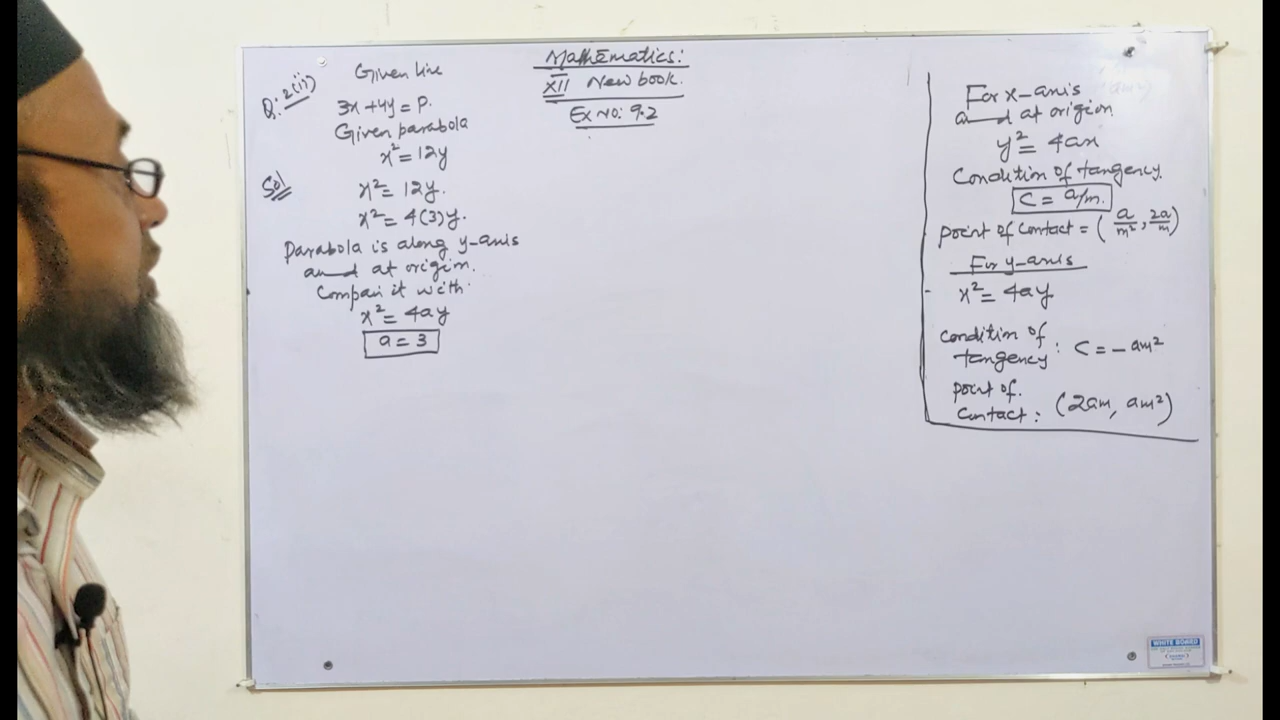 Mathematics:
XII New book.
Ex No: 9.2
Q: 2(ii) Given line
3x + 4y = P.
Given parabola
x² = 12y
Sol x² = 12y.
x² = 4(3)y.
Parabola is along y-axis
and at origin.
Compair it with.
x² = 4ay
a = 3
For x-axis
and at origion
y² = 4ax
Condition of tangency.
C = a/m.
point of contact = (a/m², 2a/m)
For y-axis
x² = 4ay
condition of
tangency : C = -am²
point of.
Contact : (2am, am²)
WHITE BOARD